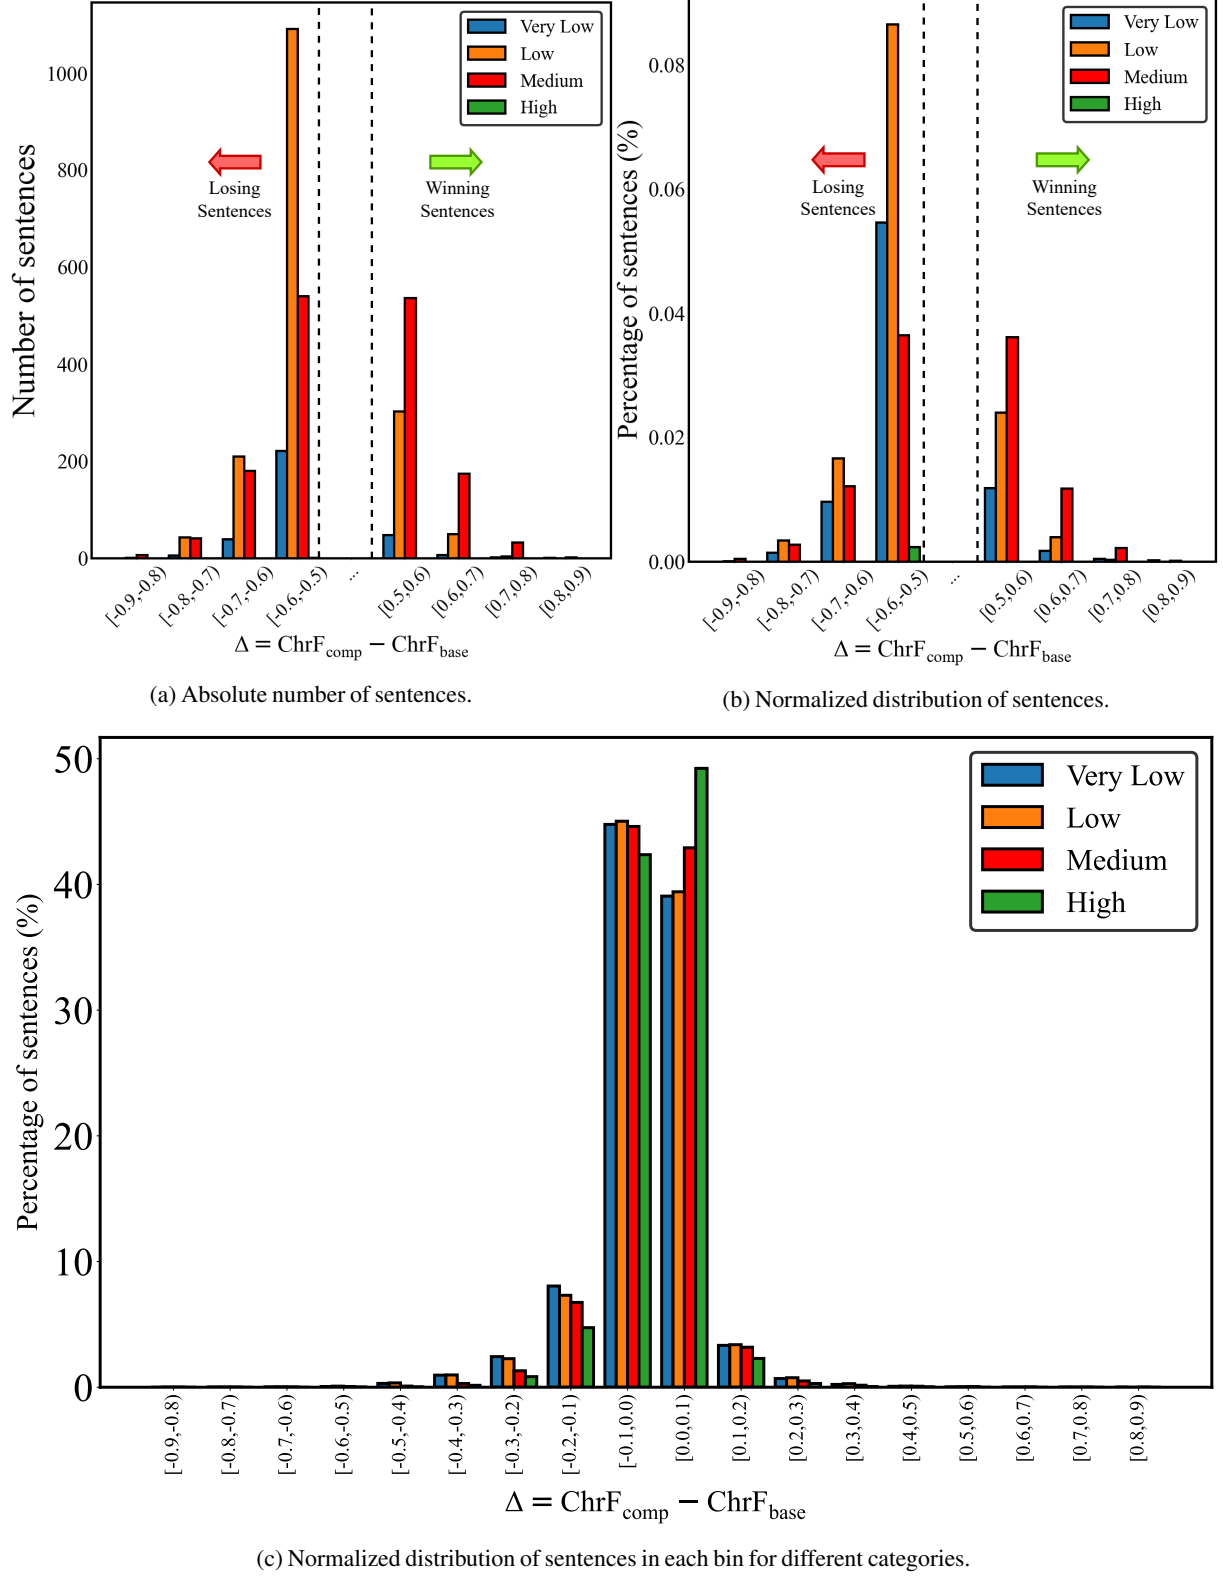 Number of sentences
1000
800
600
400
200
0
Very Low
Low
Medium
High
Losing
Sentences
Winning
Sentences
[-0.9,-0.8)
[-0.8,-0.7)
[-0.7,-0.6)
[-0.6,-0.5)
...
[0.5,0.6)
[0.6,0.7)
[0.7,0.8)
[0.8,0.9)
Δ = ChrFcomp − ChrFbase
(a) Absolute number of sentences.
Percentage of sentences (%)
0.08
0.06
0.04
0.02
0.00
Very Low
Low
Medium
High
Losing
Sentences
Winning
Sentences
[-0.9,-0.8)
[-0.8,-0.7)
[-0.7,-0.6)
[-0.6,-0.5)
...
[0.5,0.6)
[0.6,0.7)
[0.7,0.8)
[0.8,0.9)
Δ = ChrFcomp − ChrFbase
(b) Normalized distribution of sentences.
Percentage of sentences (%)
50
40
30
20
10
0
Very Low
Low
Medium
High
[-0.9,-0.8)
[-0.8,-0.7)
[-0.7,-0.6)
[-0.6,-0.5)
[-0.5,-0.4)
[-0.4,-0.3)
[-0.3,-0.2)
[-0.2,-0.1)
[-0.1,0.0)
[0.0,0.1)
[0.1,0.2)
[0.2,0.3)
[0.3,0.4)
[0.4,0.5)
[0.5,0.6)
[0.6,0.7)
[0.7,0.8)
[0.8,0.9)
Δ = ChrFcomp − ChrFbase
(c) Normalized distribution of sentences in each bin for different categories.